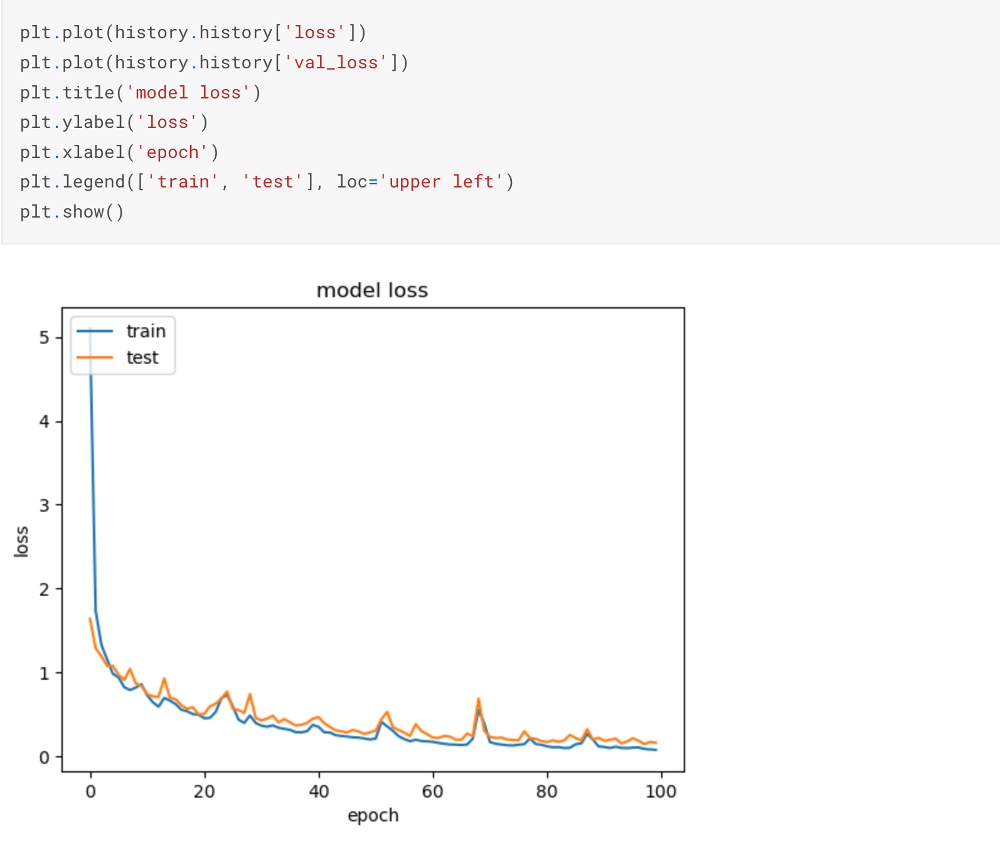 plt.plot(history.history['loss'])
plt.plot(history.history['val_loss'])
plt.title('model loss')
plt.ylabel('loss')
plt.xlabel('epoch')
plt.legend(['train', 'test'], loc='upper left')
plt.show()
model loss
train
test
5
4
3
2
1
0
loss
0 20 40 60 80 100
epoch